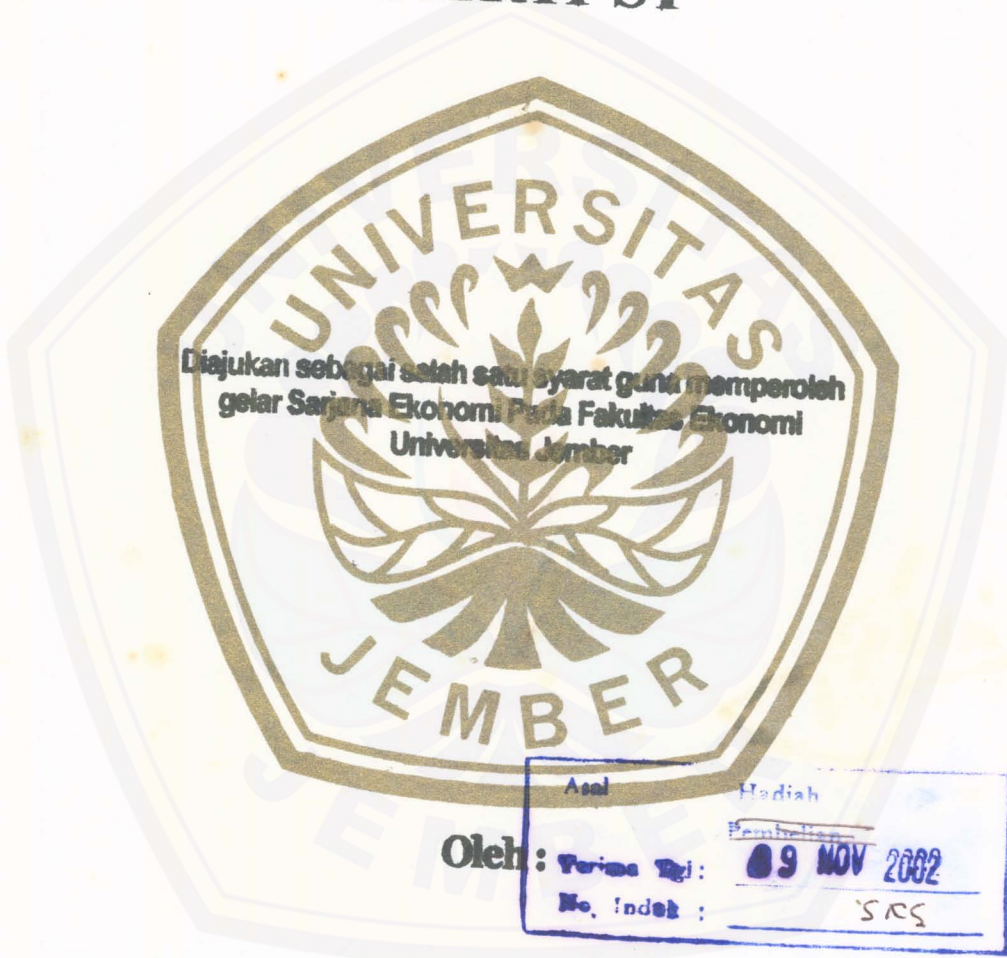 UNIVERSITAS
Diajukan sebagai salah satu syarat guna memperoleh
gelar Sarjana Ekonomi Pada Fakultas Ekonomi
Universitas Jember
JEMBER
Oleh :
Asal
Hadiah
Pembelian
Terima Tgl :
NOV 2002
No. Induk :